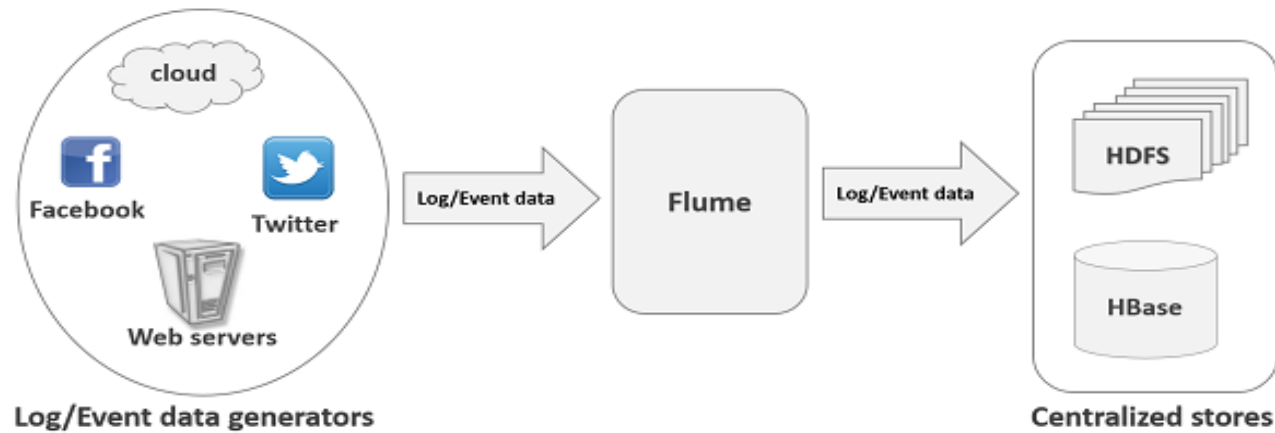 cloud
Facebook
Twitter
Web servers
Log/Event data generators
Log/Event data
Flume
Log/Event data
HDFS
HBase
Centralized stores